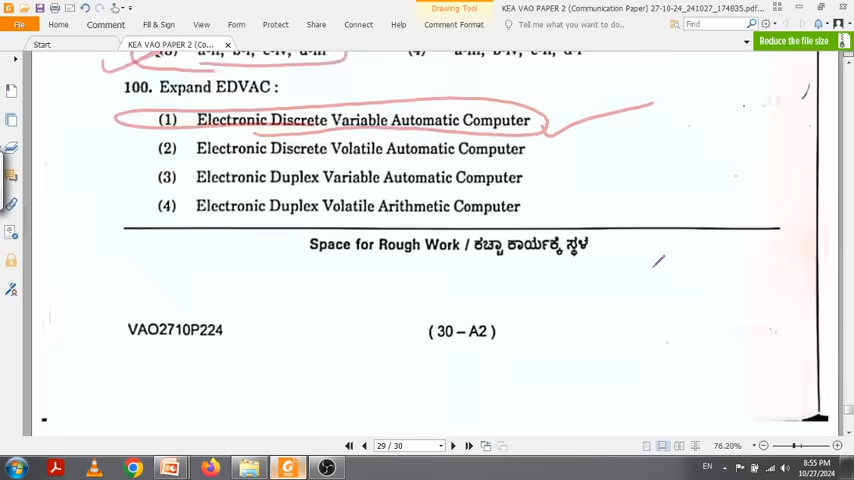 Drawing Tool
KEA VAO PAPER 2 (Communication Paper) 27-10-24_241027_174835.pdf...
File
Home
Comment
Fill & Sign
View
Form
Protect
Share
Connect
Help
Comment Format
Tell me what you want to do...
Find
Start
KEA VAO PAPER 2 (Co...
Reduce the file size
100. Expand EDVAC :
(1) Electronic Discrete Variable Automatic Computer
(2) Electronic Discrete Volatile Automatic Computer
(3) Electronic Duplex Variable Automatic Computer
(4) Electronic Duplex Volatile Arithmetic Computer
Space for Rough Work / ಕಚ್ಚಾ ಕಾರ್ಯಕ್ಕೆ ಸ್ಥಳ
VAO2710P224
( 30 – A2 )
29 / 30
76.20%
EN
8:55 PM
10/27/2024